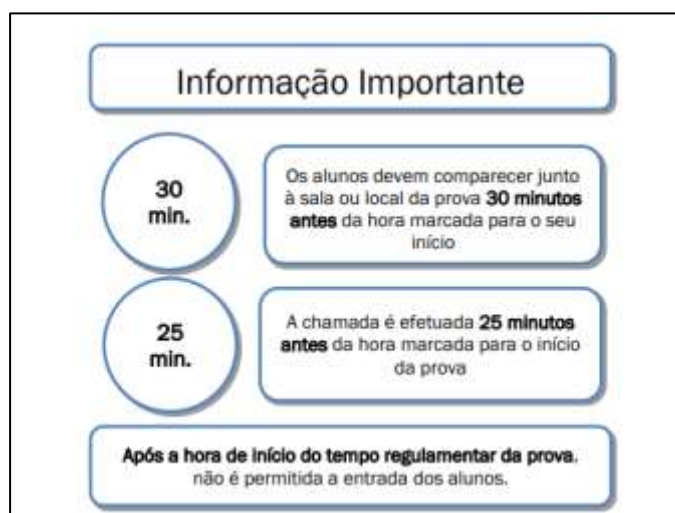 Informação Importante
30
min.
Os alunos devem comparecer junto
à sala ou local da prova 30 minutos
antes da hora marcada para o seu
início
25
min.
A chamada é efetuada 25 minutos
antes da hora marcada para o início
da prova
Após a hora de início do tempo regulamentar da prova,
não é permitida a entrada dos alunos.